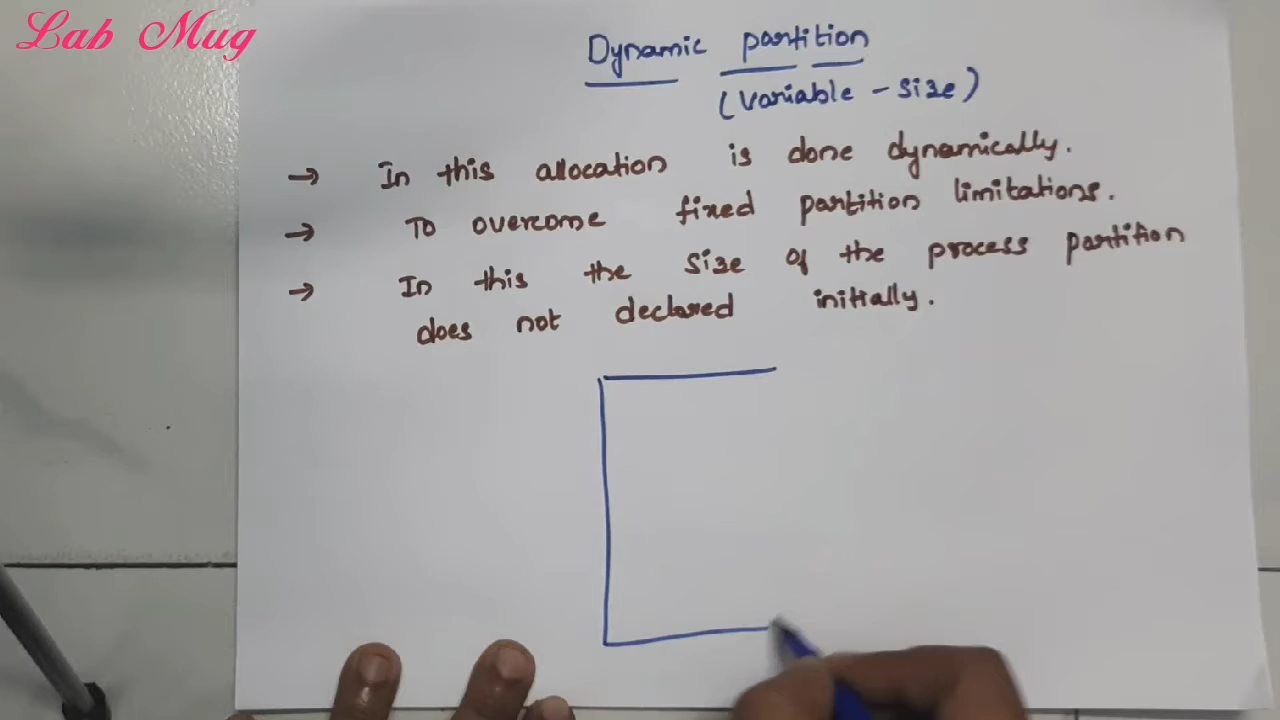 Lab Mug
Dynamic partition
(variable - size)
→ In this allocation is done dynamically.
→ To overcome fixed partition limitations.
→ In this the size of the process partition
does not declared initially.